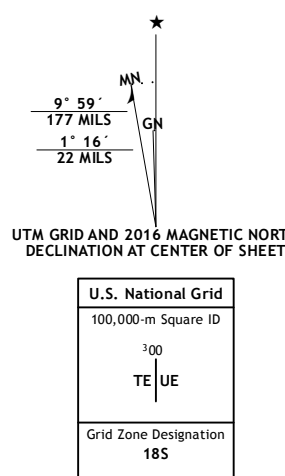 ★
MN
GN
9° 59´
177 MILS
1° 16´
22 MILS
UTM GRID AND 2016 MAGNETIC NORT
DECLINATION AT CENTER OF SHEET
U.S. National Grid
100,000-m Square ID
³00
TE UE
Grid Zone Designation
18S